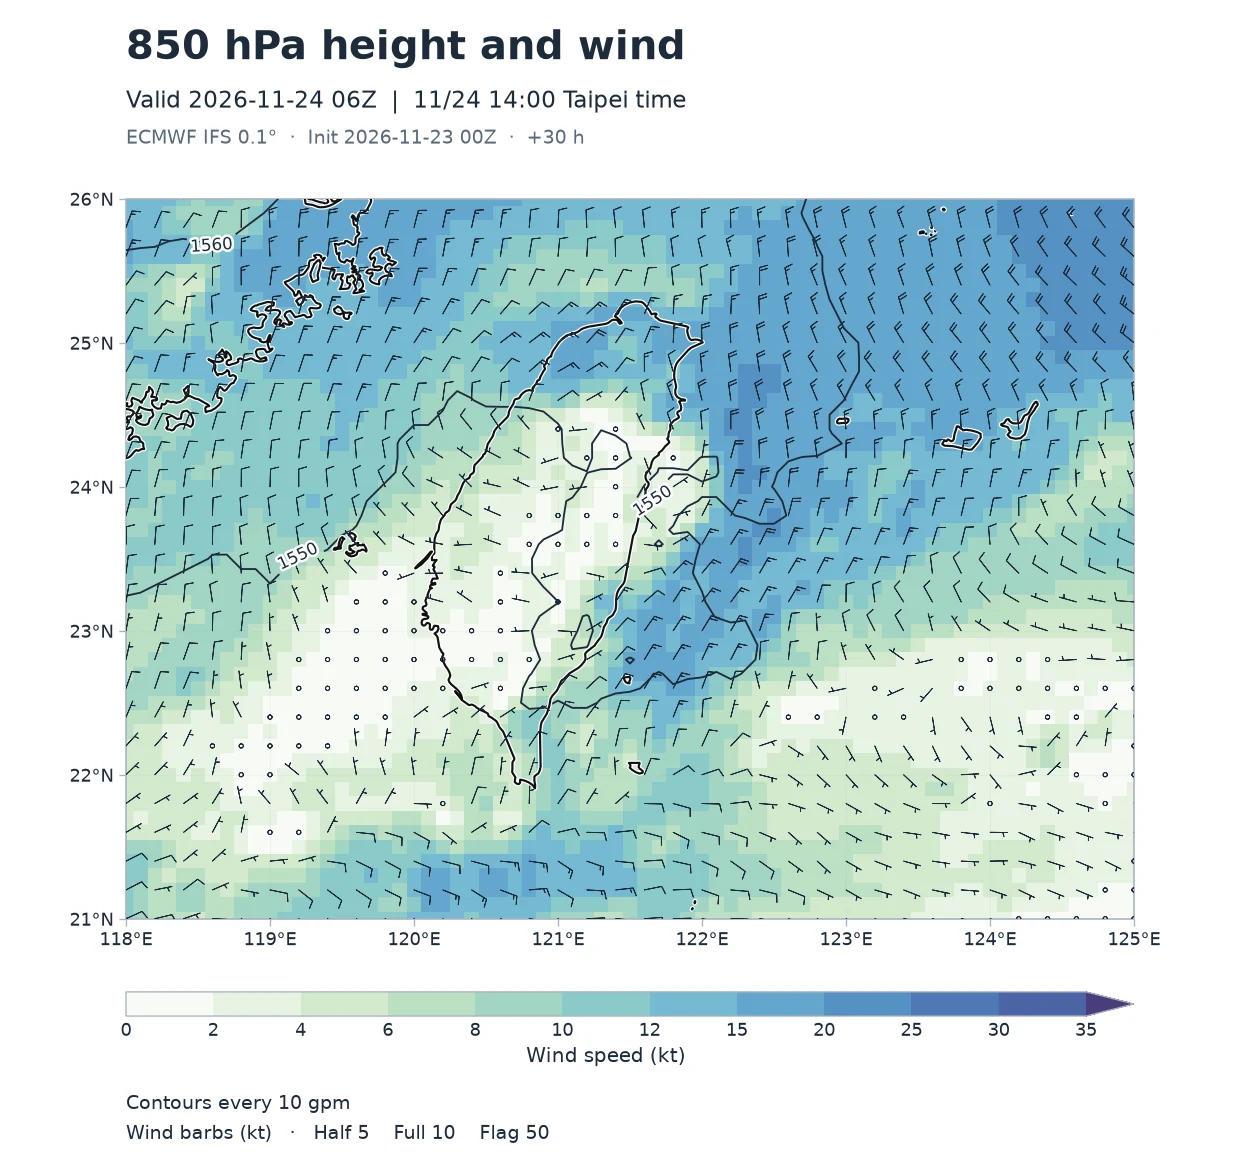 850 hPa height and wind
Valid 2026-11-24 06Z | 11/24 14:00 Taipei time
ECMWF IFS 0.1° · Init 2026-11-23 00Z · +30 h
26°N
1560
25°N
24°N
1550
1550
23°N
22°N
21°N
118°E 119°E 120°E 121°E 122°E 123°E 124°E 125°E
0 2 4 6 8 10 12 15 20 25 30 35
Wind speed (kt)
Contours every 10 gpm
Wind barbs (kt) · Half 5 Full 10 Flag 50